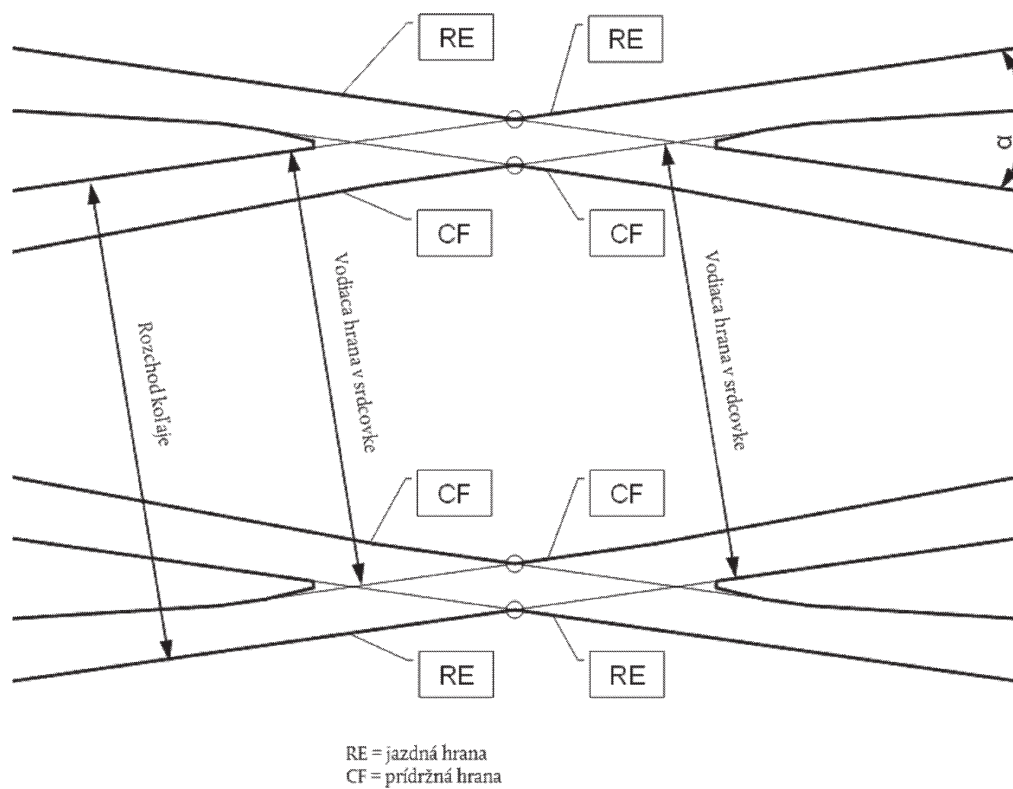 RE
RE
α
CF
CF
Rozchod koľaje
Vodiaca hrana v srdcovke
Vodiaca hrana v srdcovke
CF
CF
RE
RE
RE = jazdná hrana
CF = prídržná hrana